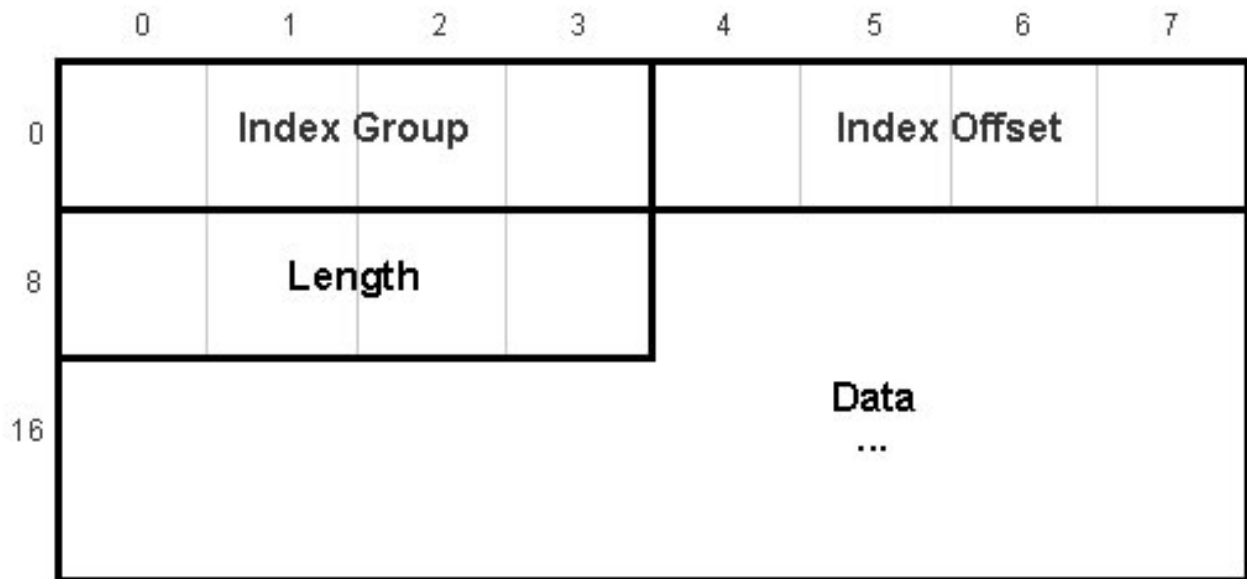 0 1 2 3 4 5 6 7
0 Index Group Index Offset
8 Length
Data
16
...